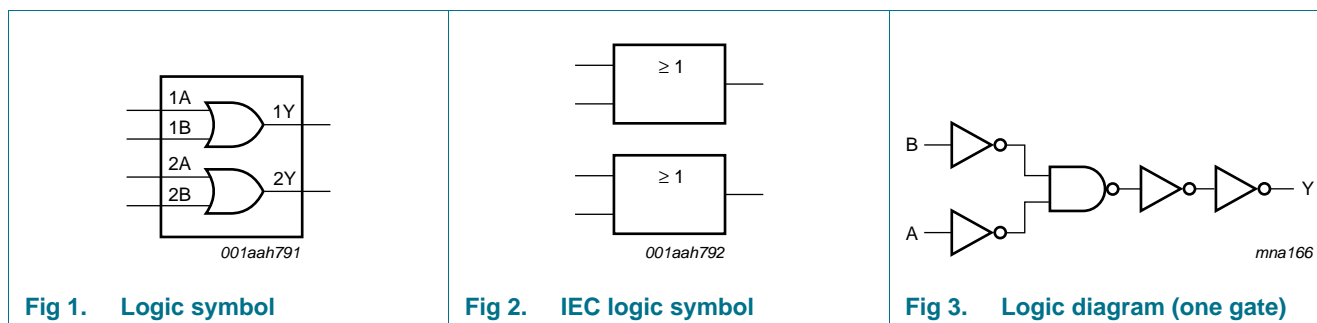 1A
1B
1Y
2A
2B
2Y
001aah791
Fig 1. Logic symbol
≥ 1
≥ 1
001aah792
Fig 2. IEC logic symbol
B
A
Y
mna166
Fig 3. Logic diagram (one gate)